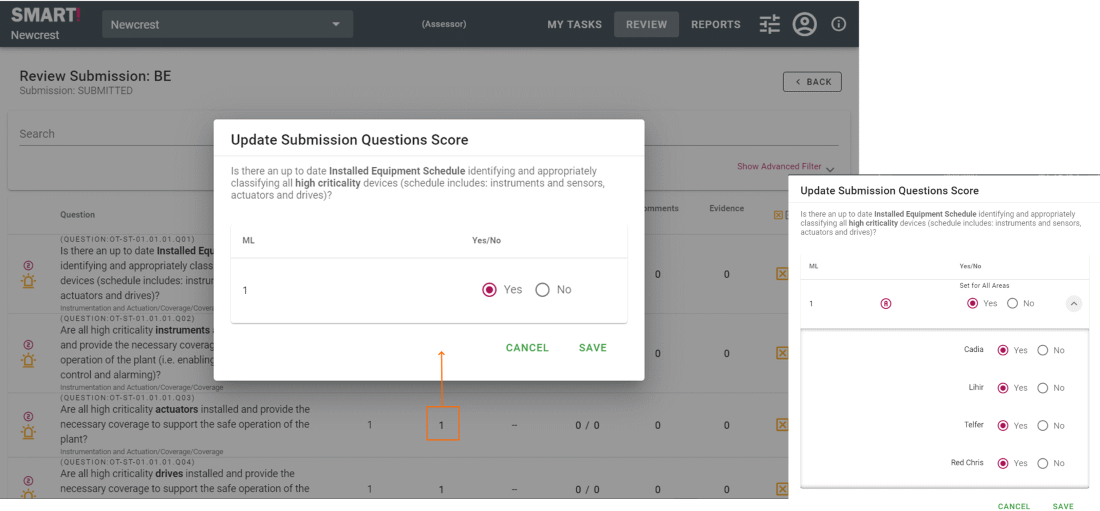 SMART!
Newcrest
Newcrest
(Assessor)
MY TASKS
REVIEW
REPORTS
Review Submission: BE
Submission: SUBMITTED
< BACK
Search
Show Advanced Filter
Update Submission Questions Score
Is there an up to date Installed Equipment Schedule identifying and appropriately
classifying all high criticality devices (schedule includes: instruments and sensors,
actuators and drives)?
ML
Yes/No
1
Yes
No
CANCEL
SAVE
Question
omments
Evidence
(QUESTION:OT-ST-01.01.01.Q01)
2
Is there an up to date Installed Equ
identifying and appropriately class
devices (schedule includes: instrur
actuators and drives)?
Instrumentation and Actuation/Coverage/Covera
0
0
(QUESTION:OT-ST-01.01.01.Q02)
2
Are all high criticality instruments a
and provide the necessary coverag
operation of the plant (i.e. enabling
control and alarming)?
Instrumentation and Actuation/Coverage/Coverage
0
0
(QUESTION:OT-ST-01.01.01.Q03)
2
Are all high criticality actuators installed and provide the
necessary coverage to support the safe operation of the
plant?
Instrumentation and Actuation/Coverage/Coverage
1
1
–
0 / 0
0
0
(QUESTION:OT-ST-01.01.01.Q04)
2
Are all high criticality drives installed and provide the
necessary coverage to support the safe operation of the
1
1
–
0 / 0
0
0
Update Submission Questions Score
Is there an up to date Installed Equipment Schedule identifying and appropriately
classifying all high criticality devices (schedule includes: instruments and sensors,
actuators and drives)?
ML
Yes/No
Set for All Areas
1
R
Yes
No
Cadia
Yes
No
Lihir
Yes
No
Telfer
Yes
No
Red Chris
Yes
No
CANCEL
SAVE